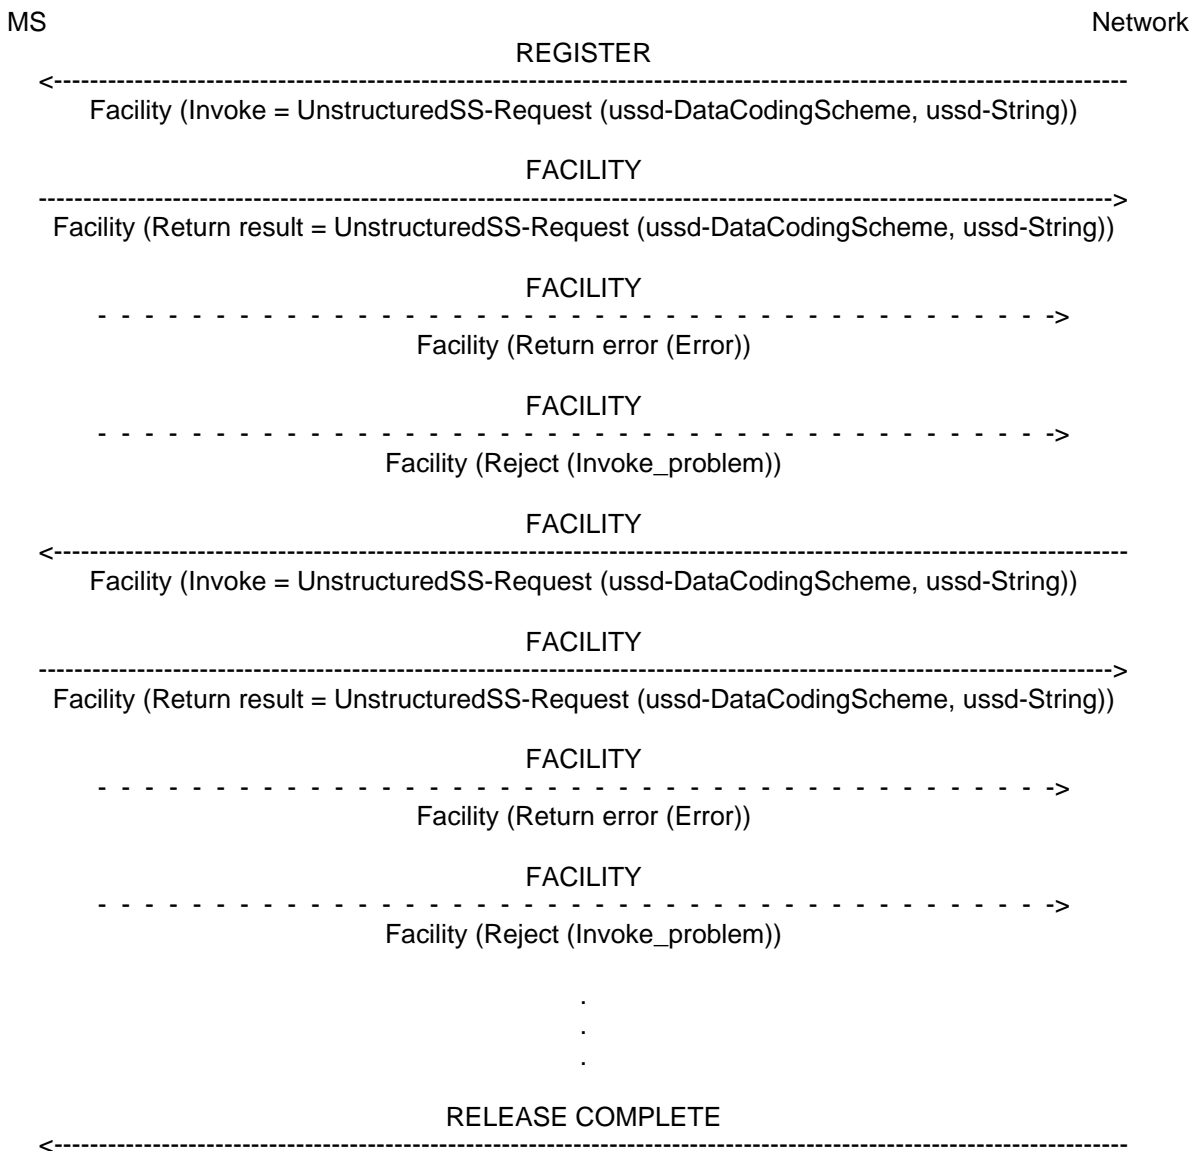 MS Network
REGISTER
<------------------------------------------------------------------------------------------------------------------------
Facility (Invoke = UnstructuredSS-Request (ussd-DataCodingScheme, ussd-String))
FACILITY
------------------------------------------------------------------------------------------------------------------------>
Facility (Return result = UnstructuredSS-Request (ussd-DataCodingScheme, ussd-String))
FACILITY
- - - - - - - - - - - - - - - - - - - - - - - - - - - - - - - - - - - - - - - - ->
Facility (Return error (Error))
FACILITY
- - - - - - - - - - - - - - - - - - - - - - - - - - - - - - - - - - - - - - - - ->
Facility (Reject (Invoke_problem))
FACILITY
<------------------------------------------------------------------------------------------------------------------------
Facility (Invoke = UnstructuredSS-Request (ussd-DataCodingScheme, ussd-String))
FACILITY
------------------------------------------------------------------------------------------------------------------------>
Facility (Return result = UnstructuredSS-Request (ussd-DataCodingScheme, ussd-String))
FACILITY
- - - - - - - - - - - - - - - - - - - - - - - - - - - - - - - - - - - - - - - - ->
Facility (Return error (Error))
FACILITY
- - - - - - - - - - - - - - - - - - - - - - - - - - - - - - - - - - - - - - - - ->
Facility (Reject (Invoke_problem))
.
.
.
RELEASE COMPLETE
<------------------------------------------------------------------------------------------------------------------------